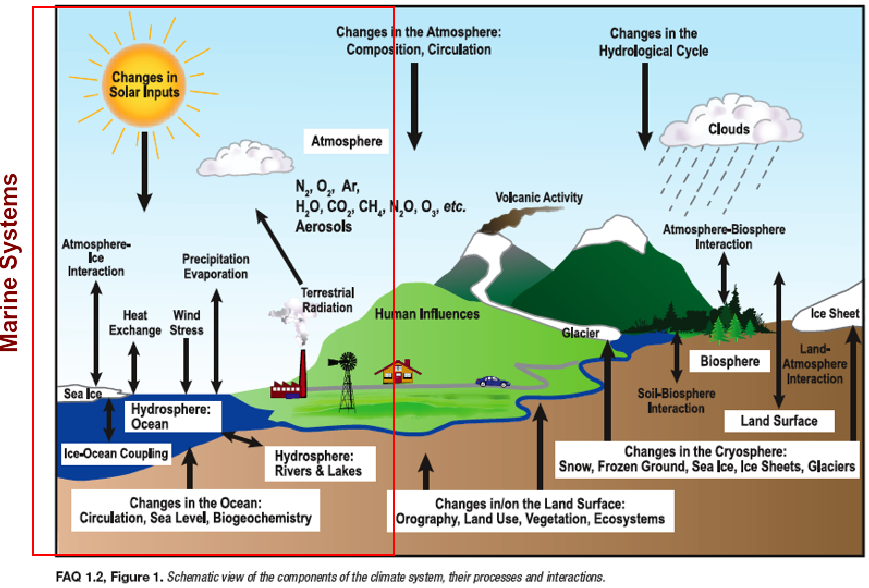 Marine Systems
Changes in
Solar Inputs
Changes in the Atmosphere:
Composition, Circulation
Changes in the
Hydrological Cycle
Atmosphere
Clouds
N2, O2, Ar,
H2O, CO2, CH4, N2O, O3, etc.
Aerosols
Volcanic Activity
Atmosphere-Biosphere
Interaction
Atmosphere-
Ice
Interaction
Precipitation
Evaporation
Terrestrial
Radiation
Heat
Exchange
Wind
Stress
Human Influences
Glacier
Ice Sheet
Biosphere
Land-
Atmosphere
Interaction
Soil-Biosphere
Interaction
Land Surface
Sea Ice
Hydrosphere:
Ocean
Ice-Ocean Coupling
Hydrosphere:
Rivers & Lakes
Changes in the Cryosphere:
Snow, Frozen Ground, Sea Ice, Ice Sheets, Glaciers
Changes in the Ocean:
Circulation, Sea Level, Biogeochemistry
Changes in/on the Land Surface:
Orography, Land Use, Vegetation, Ecosystems
FAQ 1.2, Figure 1. Schematic view of the components of the climate system, their processes and interactions.